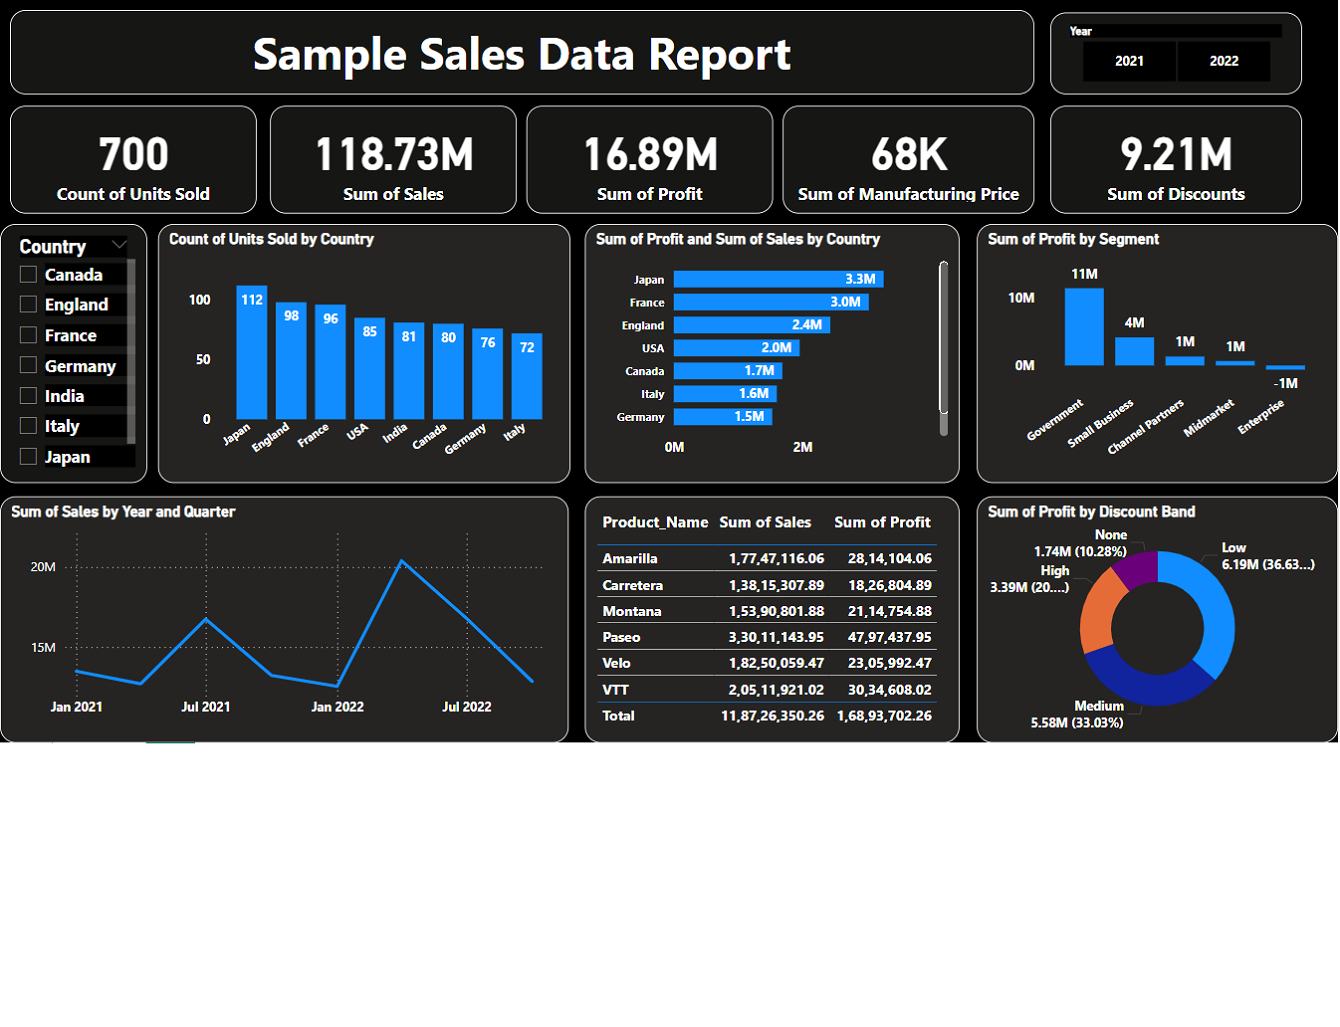 Sample Sales Data Report
Year
2021
2022
700
Count of Units Sold
118.73M
Sum of Sales
16.89M
Sum of Profit
68K
Sum of Manufacturing Price
9.21M
Sum of Discounts
Country
Canada
England
France
Germany
India
Italy
Japan
Count of Units Sold by Country
100
50
0
112
98
96
85
81
80
76
72
Japan
England
France
USA
India
Canada
Germany
Italy
Sum of Profit and Sum of Sales by Country
Japan 3.3M
France 3.0M
England 2.4M
USA 2.0M
Canada 1.7M
Italy 1.6M
Germany 1.5M
0M 2M
Sum of Profit by Segment
10M
0M
11M
4M
1M
1M
-1M
Government
Small Business
Channel Partners
Midmarket
Enterprise
Sum of Sales by Year and Quarter
20M
15M
Jan 2021 Jul 2021 Jan 2022 Jul 2022
Product_Name Sum of Sales Sum of Profit
Amarilla 1,77,47,116.06 28,14,104.06
Carretera 1,38,15,307.89 18,26,804.89
Montana 1,53,90,801.88 21,14,754.88
Paseo 3,30,11,143.95 47,97,437.95
Velo 1,82,50,059.47 23,05,992.47
VTT 2,05,11,921.02 30,34,608.02
Total 11,87,26,350.26 1,68,93,702.26
Sum of Profit by Discount Band
None
1.74M (10.28%)
High
3.39M (20....)
Low
6.19M (36.63...)
Medium
5.58M (33.03%)